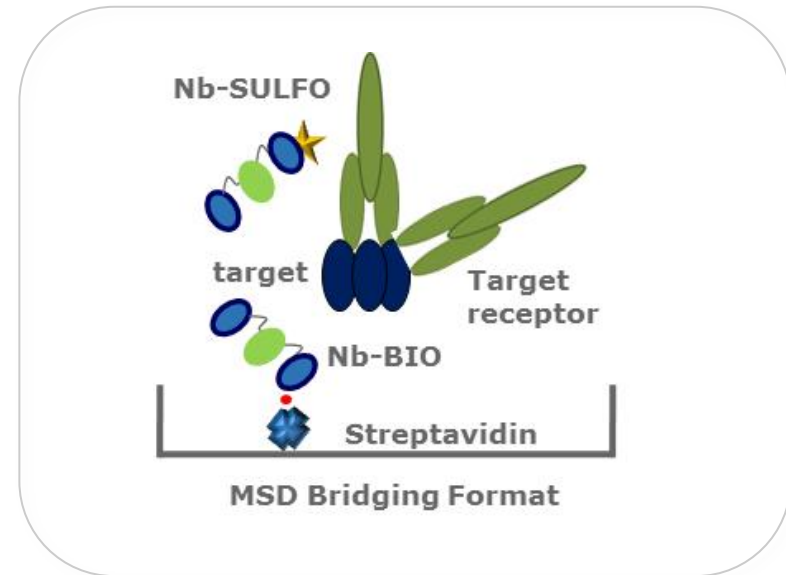 Nb-SULFO
target
Target
receptor
Nb-BIO
Streptavidin
MSD Bridging Format